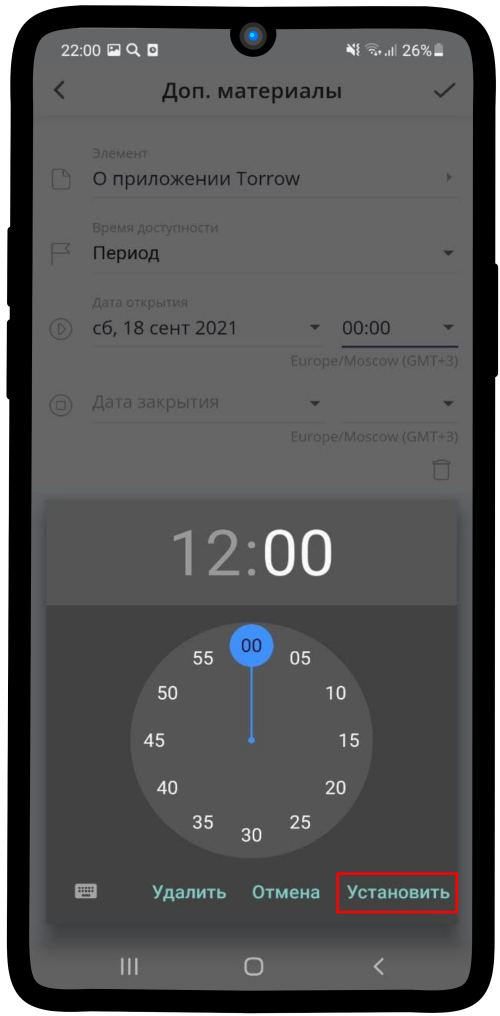 22:00 26%
Доп. материалы
Элемент
О приложении Torrow
Время доступности
Период
Дата открытия
сб, 18 сент 2021 00:00
Europe/Moscow (GMT+3)
Дата закрытия
Europe/Moscow (GMT+3)
12:00
00
55 05
50 10
45 15
40 20
35 25
30
Удалить Отмена Установить